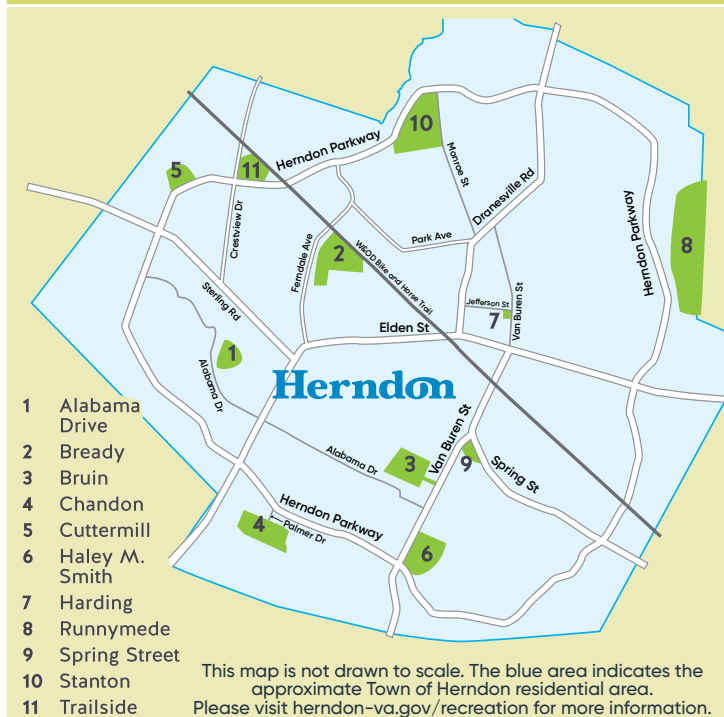 10
Herndon Parkway
Monroe St
5
11
Dranesville Rd
Crestview Dr
Herndon Parkway
Park Ave
Ferndale Ave
2
W&OD Bike and Horse Trail
8
Sterling Rd
Jefferson St
7
Van Buren St
Elden St
1
Alabama Dr
Herndon
Van Buren St
Alabama Dr
3
9
Spring St
Herndon Parkway
4
Palmer Dr
6
1 Alabama
Drive
2 Bready
3 Bruin
4 Chandon
5 Cuttermill
6 Haley M.
Smith
7 Harding
8 Runnymede
9 Spring Street
10 Stanton
11 Trailside
This map is not drawn to scale. The blue area indicates the
approximate Town of Herndon residential area.
Please visit herndon-va.gov/recreation for more information.